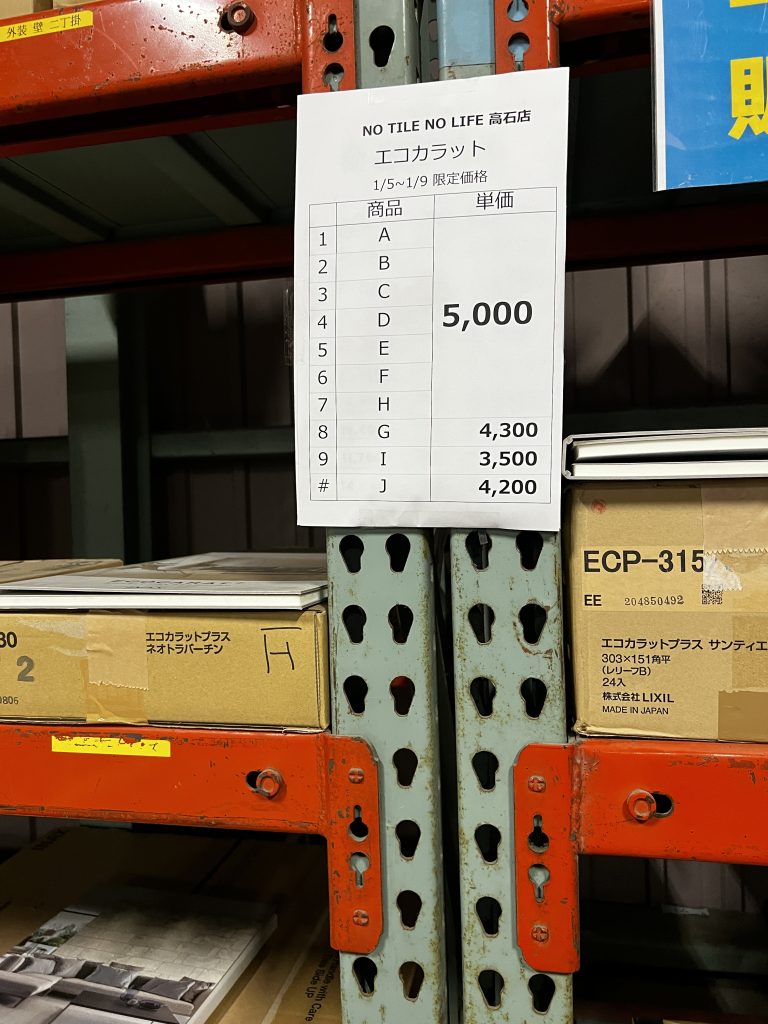 外装 壁 二丁掛
NO TILE NO LIFE 高石店
エコカラット
1/5~1/9 限定価格
商品 単価
1 A
2 B
3 C
4 D
5 E
6 F
7 H
5,000
8 G 4,300
9 I 3,500
# J 4,200
30
2
エコカラットプラス
ネオトラバーチン
H
ECP-315
EE 204850492
エコカラットプラス サンティエ
303×151角平
(レリーフB)
24入
株式会社LIXIL
MADE IN JAPAN
Side Up